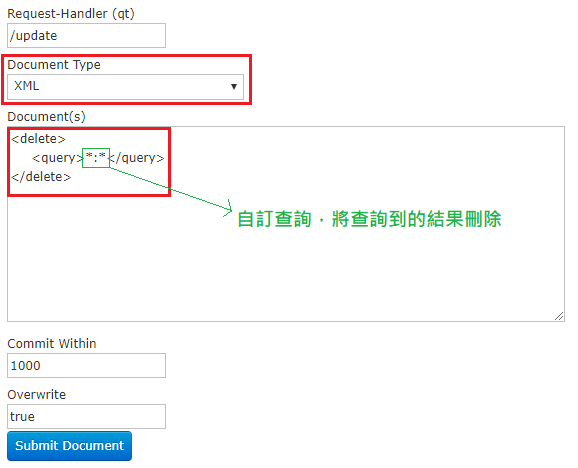 Request-Handler (qt)
/update
Document Type
XML
Document(s)
<delete>
<query>*:*</query>
</delete>
自訂查詢，將查詢到的結果刪除
Commit Within
1000
Overwrite
true
Submit Document